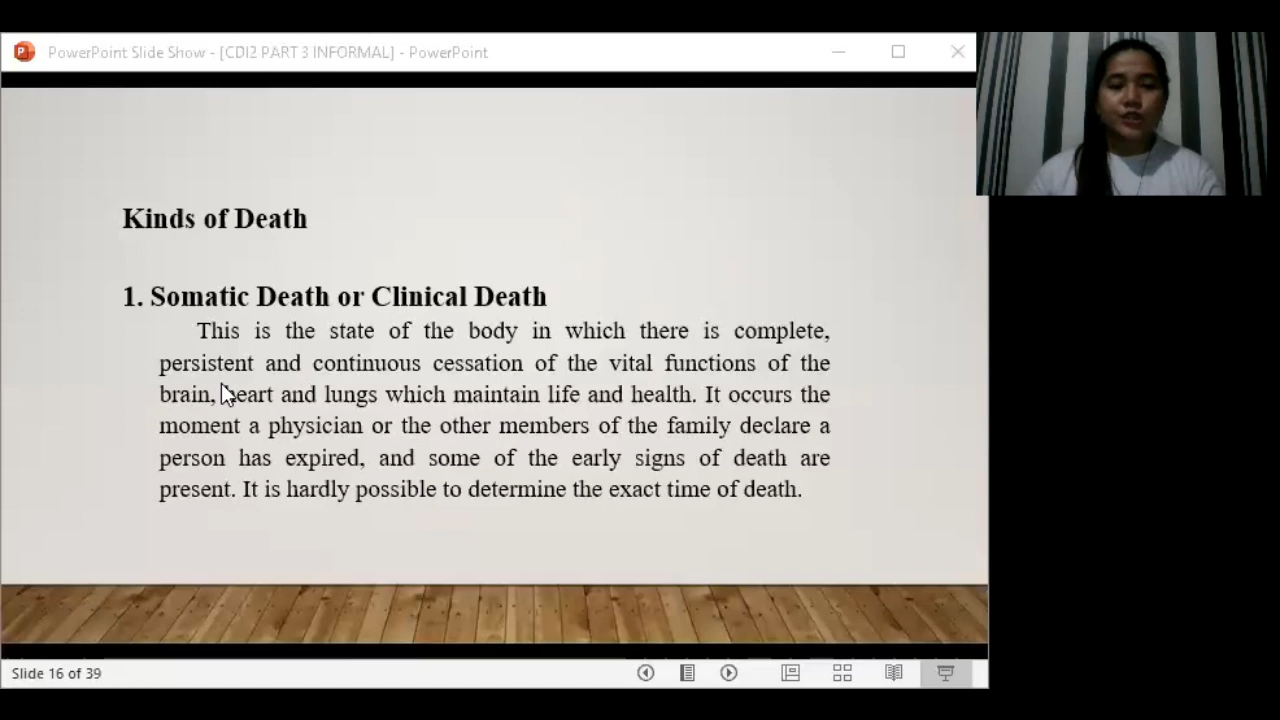 PowerPoint Slide Show - [CDI2 PART 3 INFORMAL] - PowerPoint
Kinds of Death
1. Somatic Death or Clinical Death
This is the state of the body in which there is complete,
persistent and continuous cessation of the vital functions of the
brain, heart and lungs which maintain life and health. It occurs the
moment a physician or the other members of the family declare a
person has expired, and some of the early signs of death are
present. It is hardly possible to determine the exact time of death.
Slide 16 of 39